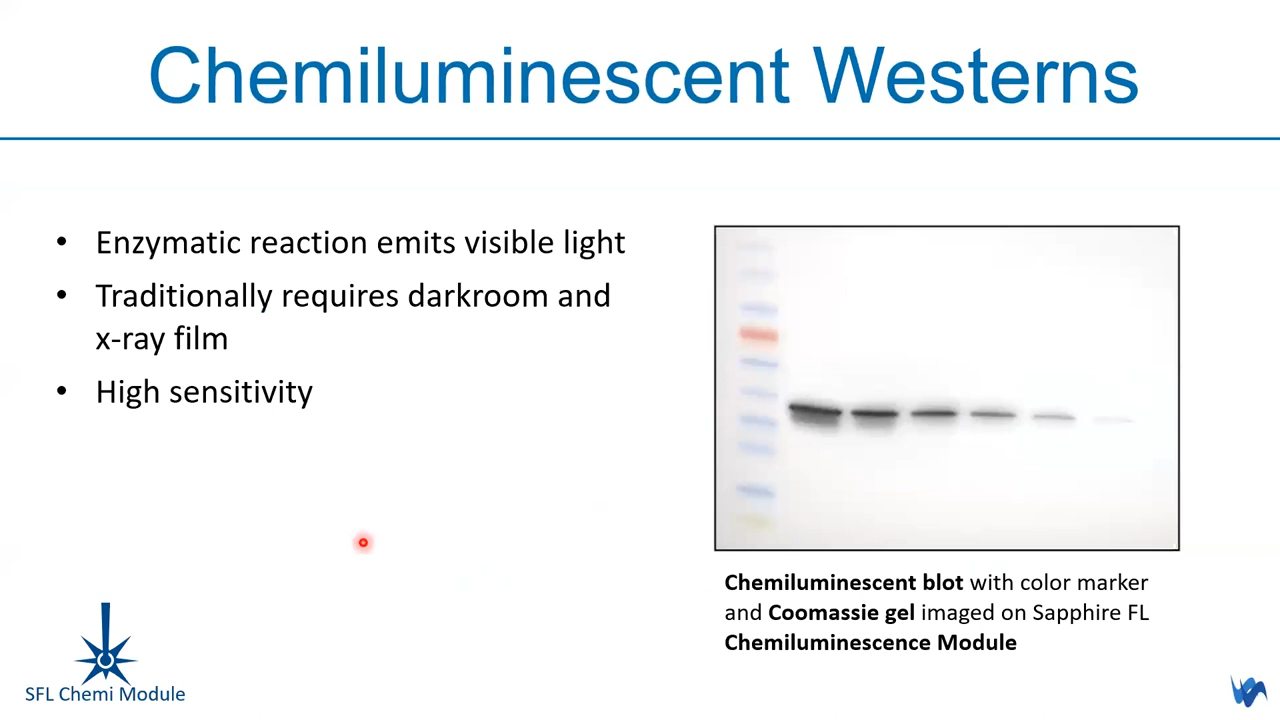 Chemiluminescent Westerns
• Enzymatic reaction emits visible light
• Traditionally requires darkroom and
x-ray film
• High sensitivity
Chemiluminescent blot with color marker
and Coomassie gel imaged on Sapphire FL
Chemiluminescence Module
SFL Chemi Module